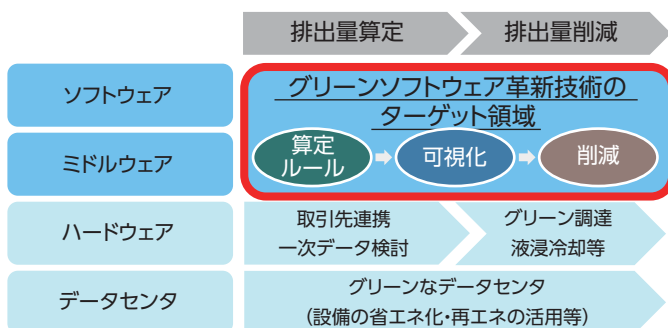 排出量算定
排出量削減
ソフトウェア
グリーンソフトウェア革新技術の
ターゲット領域
ミドルウェア
算定
ルール
可視化
削減
ハードウェア
取引先連携
一次データ検討
グリーン調達
液浸冷却等
データセンタ
グリーンなデータセンタ
(設備の省エネ化・再エネの活用等)